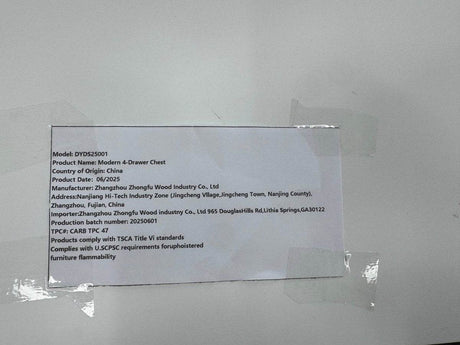 Model: DYDS25001
Product Name: Modern 4-Drawer Chest
Country of Origin: China
Product Date: 06/2025
Manufacturer: Zhangzhou Zhongfu Wood industry Co., Ltd
Address:Nanjiang Hi-Tech Industry Zone (Jingcheng Vllage,Jingcheng Town, Nanjing County),
Zhangzhou, Fujian, China
Importer:Zhangzhou Zhongfu Wood industny Co., Ltd 965 DouglasHills Rd,Lithia Springs,GA30122
Production batch number: 20250601
TPC#: CARB TPC 47
Products comply with TSCA Title Vi standards
Complies with U.SCPSC requirements foruphoistered
furniture flammability